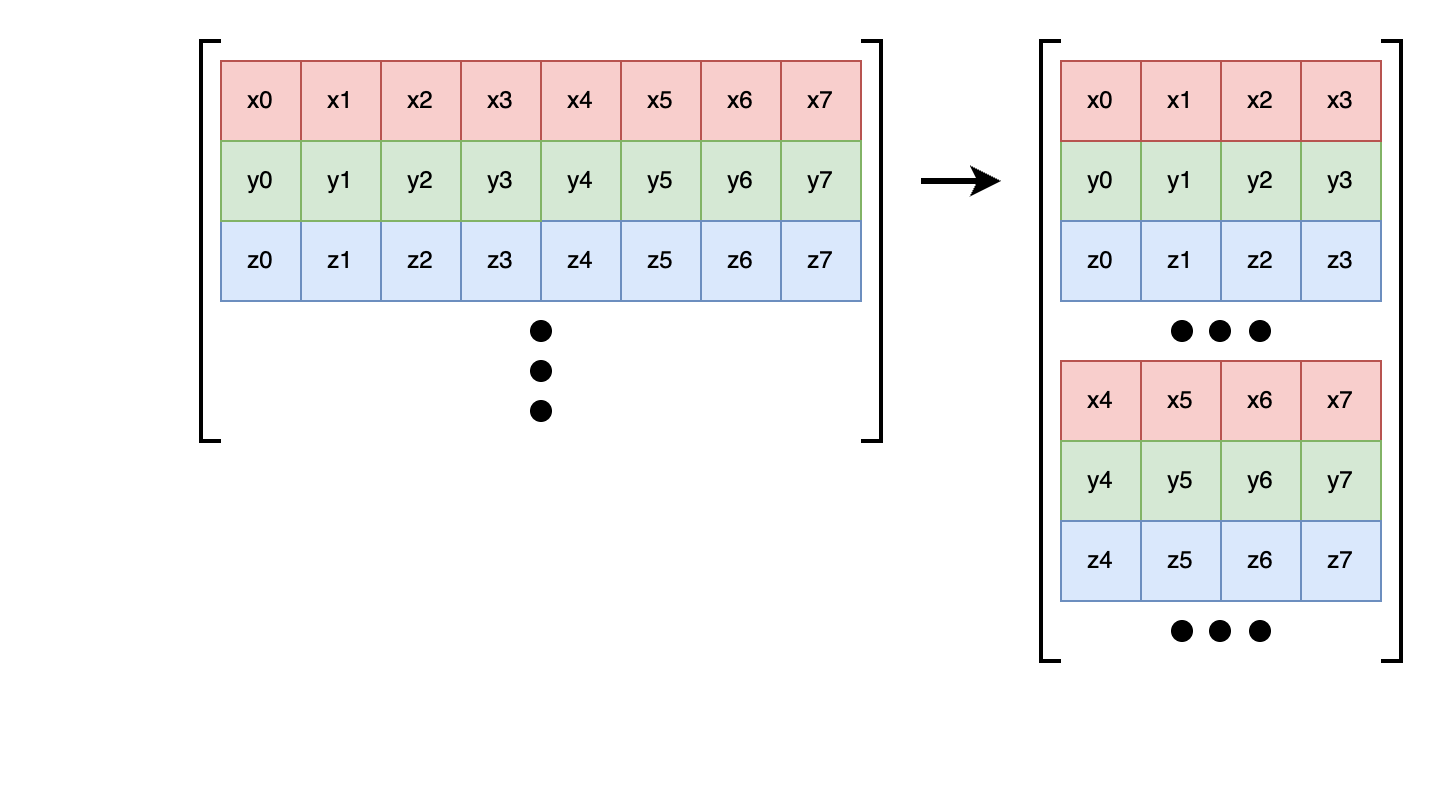 x0 x1 x2 x3 x4 x5 x6 x7
y0 y1 y2 y3 y4 y5 y6 y7
z0 z1 z2 z3 z4 z5 z6 z7
x0 x1 x2 x3
y0 y1 y2 y3
z0 z1 z2 z3
x4 x5 x6 x7
y4 y5 y6 y7
z4 z5 z6 z7